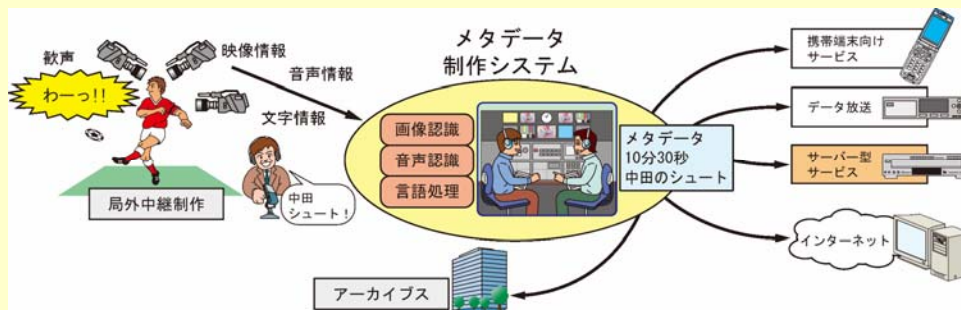 歓声
わーっ!!
映像情報
音声情報
文字情報
局外中継制作
中田
シュート！
メタデータ
制作システム
画像認識
音声認識
言語処理
メタデータ
10分30秒
中田のシュート
アーカイブス
携帯端末向け
サービス
データ放送
サーバー型
サービス
インターネット